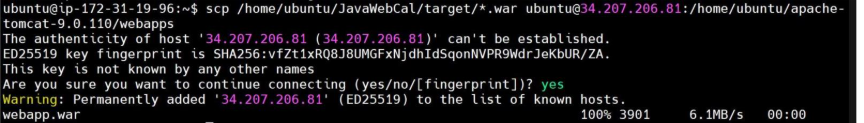 ubuntu@ip-172-31-19-96:~$ scp /home/ubuntu/JavaWebCal/target/*.war ubuntu@34.207.206.81:/home/ubuntu/apache-
tomcat-9.0.110/webapps
The authenticity of host '34.207.206.81 (34.207.206.81)' can't be established.
ED25519 key fingerprint is SHA256:vfZt1xRQ8J8UMGFxNjdhIdSqonNVPR9WdrJeKbUR/ZA.
This key is not known by any other names
Are you sure you want to continue connecting (yes/no/[fingerprint])? yes
Warning: Permanently added '34.207.206.81' (ED25519) to the list of known hosts.
webapp.war 100% 3901 6.1MB/s 00:00